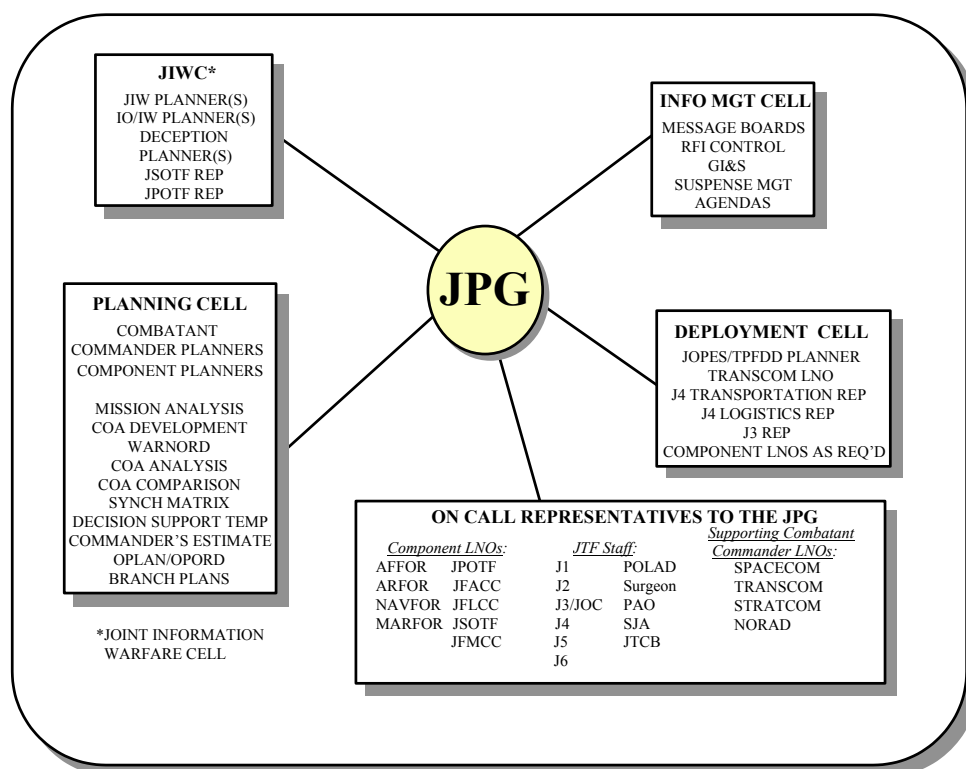 JIWC*
JIW PLANNER(S)
IO/IW PLANNER(S)
DECEPTION
PLANNER(S)
JSOTF REP
JPOTF REP
INFO MGT CELL
MESSAGE BOARDS
RFI CONTROL
GI&S
SUSPENSE MGT
AGENDAS
JPG
PLANNING CELL
COMBATANT
COMMANDER PLANNERS
COMPONENT PLANNERS
MISSION ANALYSIS
COA DEVELOPMENT
WARNORD
COA ANALYSIS
COA COMPARISON
SYNCH MATRIX
DECISION SUPPORT TEMP
COMMANDER'S ESTIMATE
OPLAN/OPORD
BRANCH PLANS
DEPLOYMENT CELL
JOPES/TPFDD PLANNER
TRANSCOM LNO
J4 TRANSPORTATION REP
J4 LOGISTICS REP
J3 REP
COMPONENT LNOS AS REQ'D
ON CALL REPRESENTATIVES TO THE JPG
Component LNOs:
AFFOR JPOTF
ARFOR JFACC
NAVFOR JFLCC
MARFOR JSOTF
JFMCC
JTF Staff:
J1 POLAD
J2 Surgeon
J3/JOC PAO
J4 SJA
J5 JTCB
J6
Supporting Combatant
Commander LNOs:
SPACECOM
TRANSCOM
STRATCOM
NORAD
*JOINT INFORMATION
WARFARE CELL